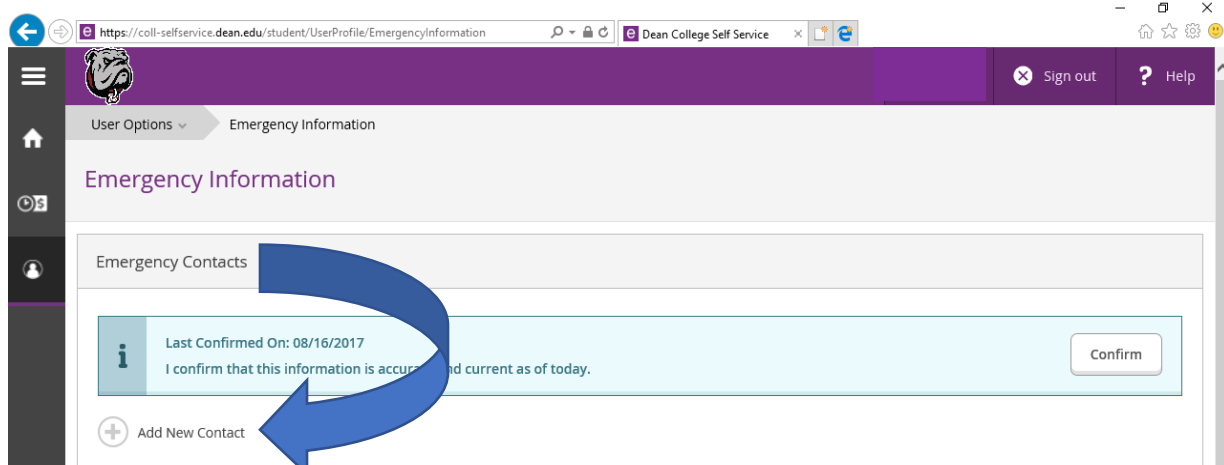 https://coll-selfservice.dean.edu/student/UserProfile/EmergencyInformation
Dean College Self Service
Sign out
? Help
User Options
Emergency Information
Emergency Information
Emergency Contacts
i
Last Confirmed On: 08/16/2017
I confirm that this information is and current as of today.
Confirm
Add New Contact